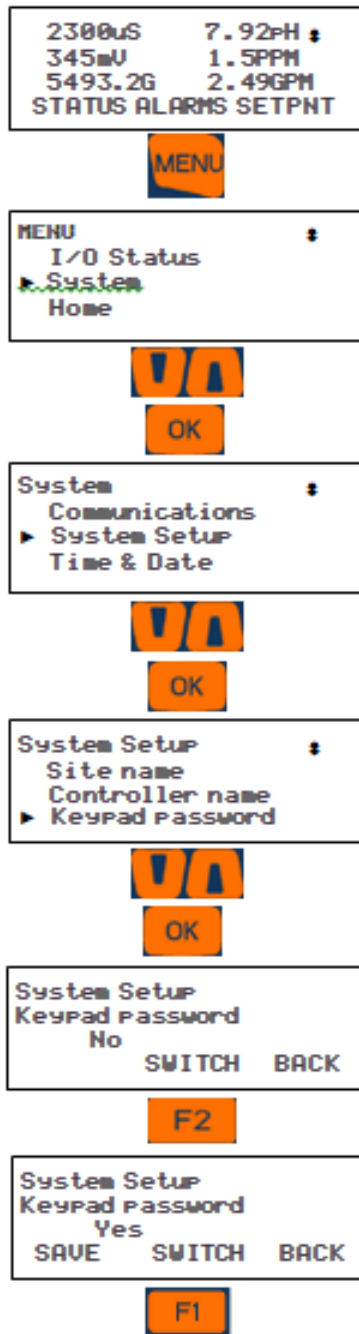 2300uS 7.92pH
345mV 1.5PPM
5493.2G 2.49GPM
STATUS ALARMS SETPNT
MENU
MENU
I/O Status
System
Home
OK
System
Communications
System Setup
Time & Date
OK
System Setup
Site name
Controller name
Keypad password
OK
System Setup
Keypad password
No
SWITCH BACK
F2
System Setup
Keypad password
Yes
SAVE SWITCH BACK
F1